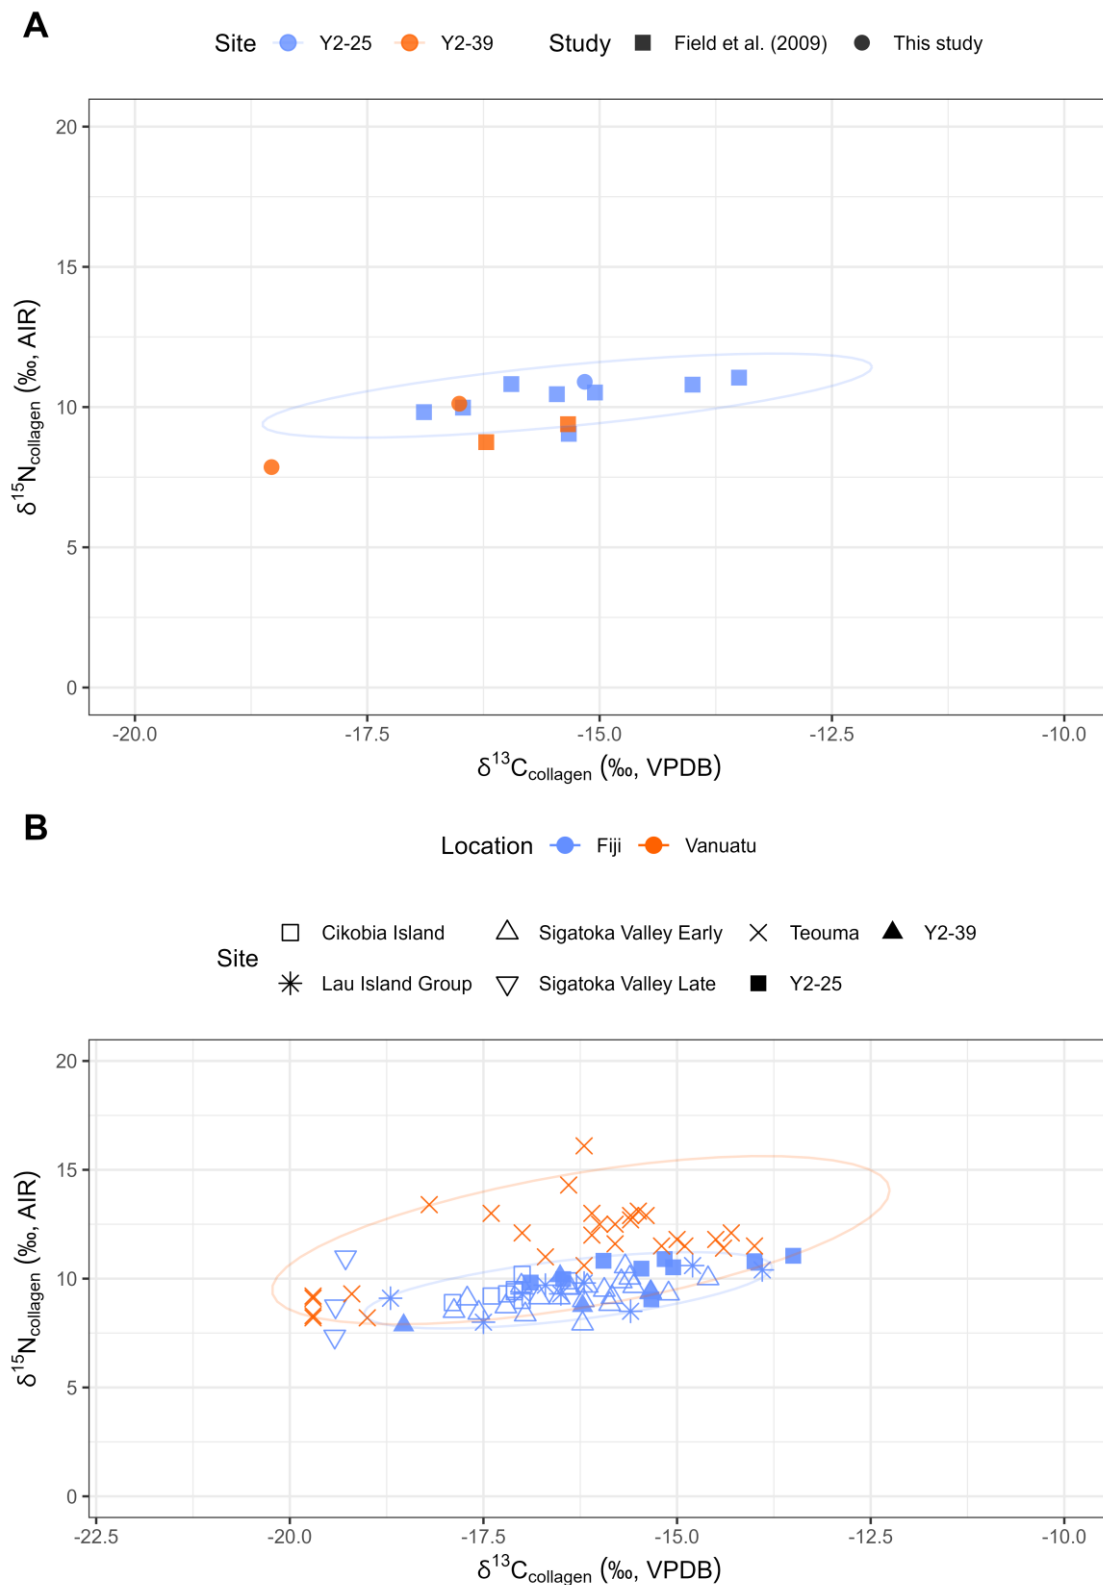 A
Site Y2-25 Y2-39 Study Field et al. (2009) This study
20
15
10
5
0
δ15Ncollagen (‰, AIR)
-20.0 -17.5 -15.0 -12.5 -10.0
δ13Ccollagen (‰, VPDB)
B
Location Fiji Vanuatu
Site
Cikobia Island Sigatoka Valley Early Teouma Y2-39
Lau Island Group Sigatoka Valley Late Y2-25
20
15
10
5
0
δ15Ncollagen (‰, AIR)
-22.5 -20.0 -17.5 -15.0 -12.5 -10.0
δ13Ccollagen (‰, VPDB)